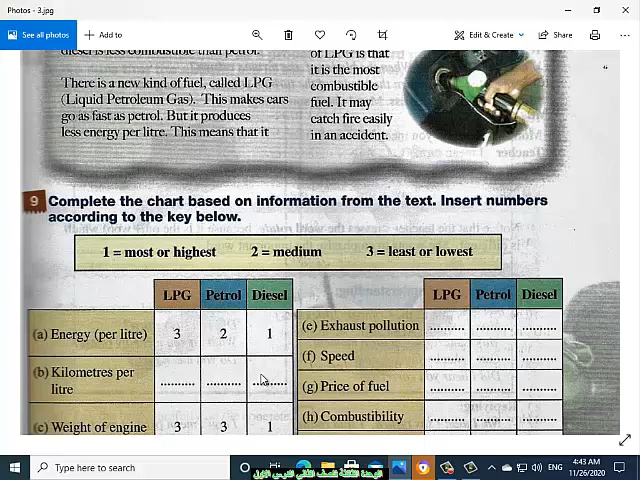 Photos - 3.jpg
See all photos
Add to
Edit & Create
Share
diesel is less combustible than petrol.
There is a new kind of fuel, called LPG
(Liquid Petroleum Gas). This makes cars
go as fast as petrol. But it produces
less energy per litre. This means that it
of LPG is that
it is the most
combustible
fuel. It may
catch fire easily
in an accident.
9 Complete the chart based on information from the text. Insert numbers
according to the key below.
1 = most or highest 2 = medium 3 = least or lowest
LPG Petrol Diesel
(a) Energy (per litre) 3 2 1
(b) Kilometres per
litre .......... .......... ..........
(c) Weight of engine 3 3 1
LPG Petrol Diesel
(e) Exhaust pollution .......... .......... ..........
(f) Speed .......... .......... ..........
(g) Price of fuel .......... .......... ..........
(h) Combustibility .......... .......... ..........
Type here to search
ENG
4:43 AM
11/26/2020